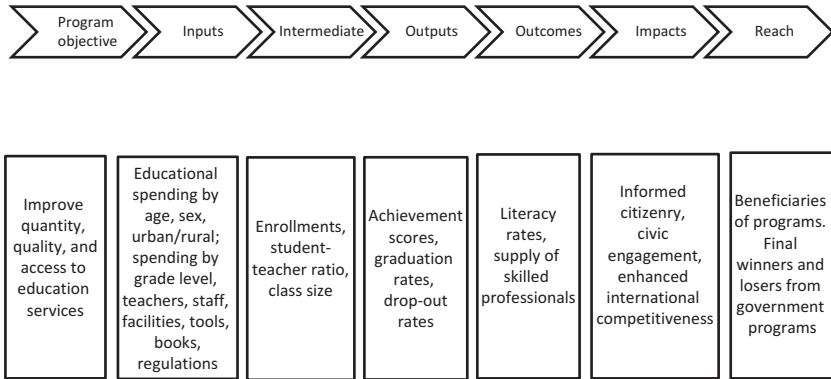 Program
objective
Inputs
Intermediate
Outputs
Outcomes
Impacts
Reach
Improve
quantity,
quality, and
access to
education
services
Educational
spending by
age, sex,
urban/rural;
spending by
grade level,
teachers, staff,
facilities, tools,
books,
regulations
Enrollments,
student-
teacher ratio,
class size
Achievement
scores,
graduation
rates,
drop-out
rates
Literacy
rates,
supply of
skilled
professionals
Informed
citizenry,
civic
engagement,
enhanced
international
competitiveness
Beneficiaries
of programs.
Final
winners and
losers from
government
programs